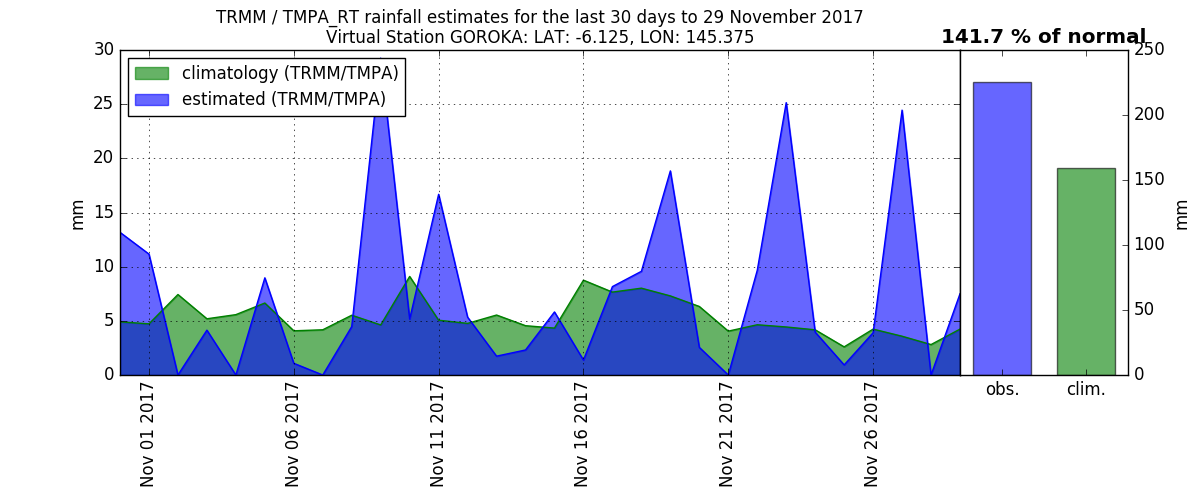 TRMM / TMPA_RT rainfall estimates for the last 30 days to 29 November 2017
Virtual Station GOROKA: LAT: -6.125, LON: 145.375
141.7 % of normal
climatology (TRMM/TMPA)
estimated (TRMM/TMPA)
30
25
20
15
10
5
0
mm
Nov 01 2017
Nov 06 2017
Nov 11 2017
Nov 16 2017
Nov 21 2017
Nov 26 2017
obs.
clim.
250
200
150
100
50
0
mm